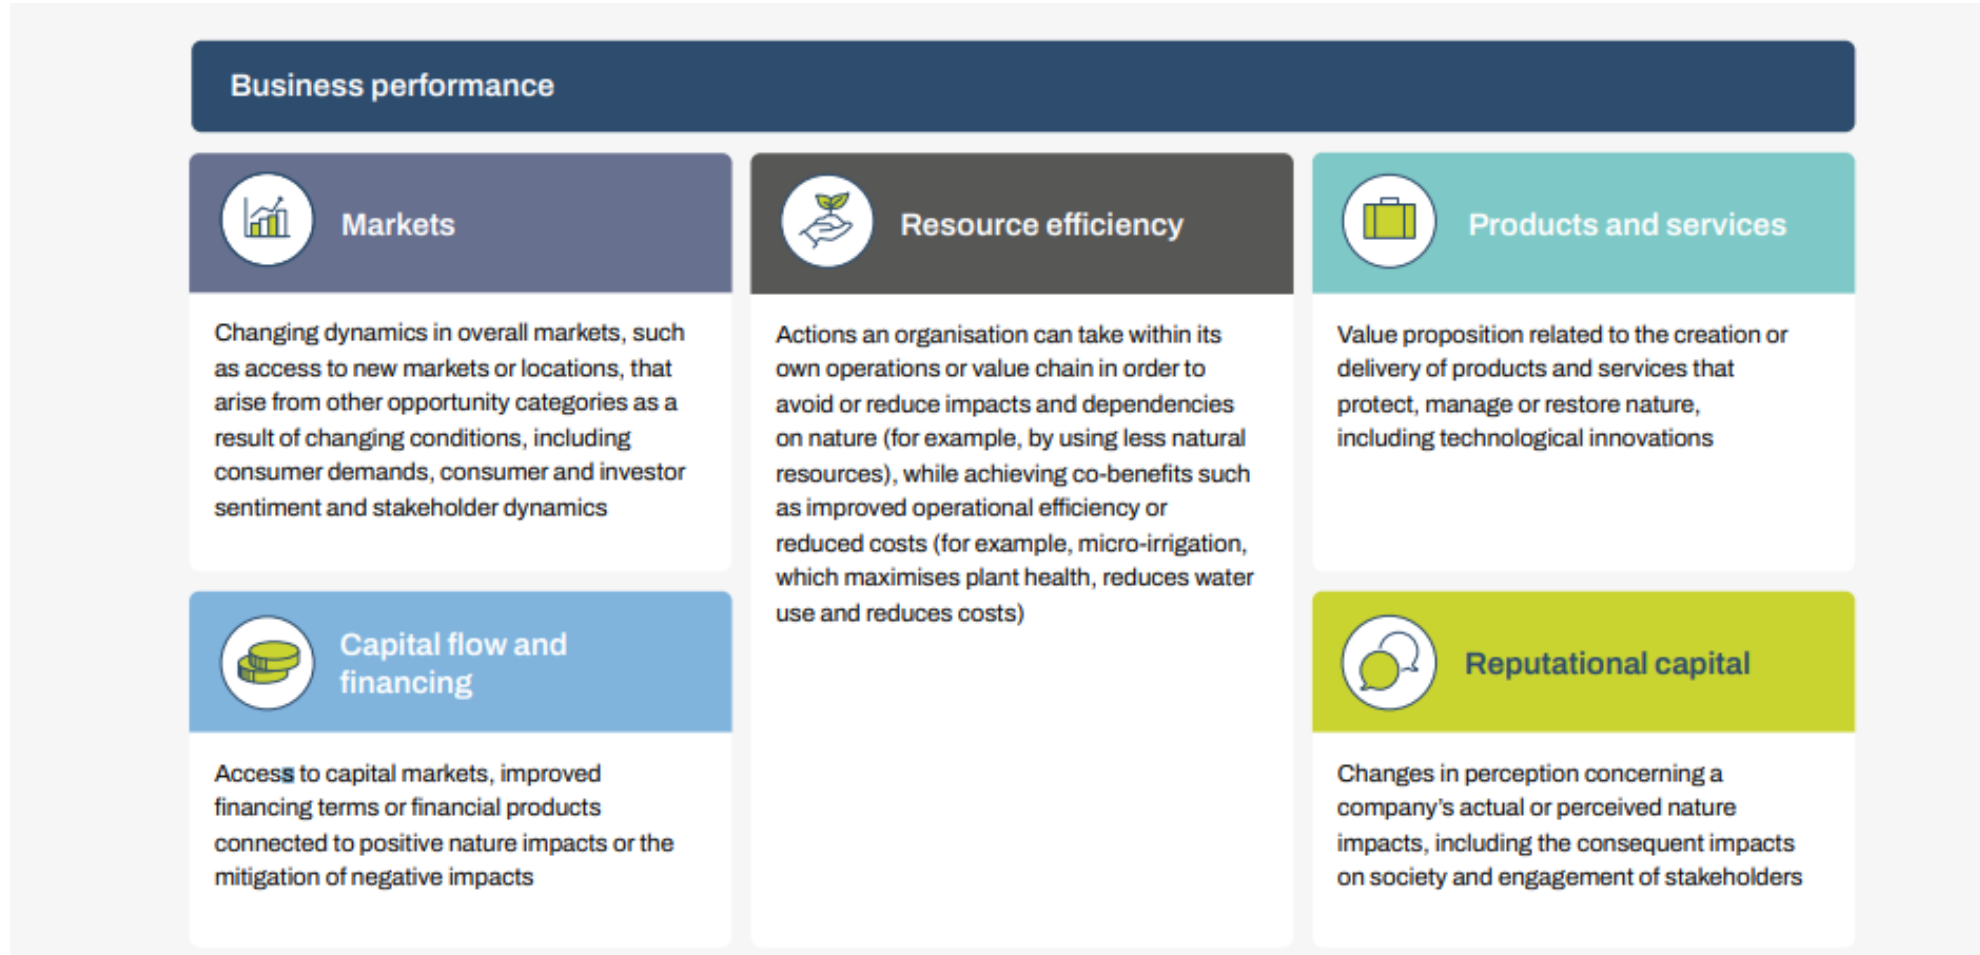 Business performance
Markets
Changing dynamics in overall markets, such
as access to new markets or locations, that
arise from other opportunity categories as a
result of changing conditions, including
consumer demands, consumer and investor
sentiment and stakeholder dynamics
Resource efficiency
Actions an organisation can take within its
own operations or value chain in order to
avoid or reduce impacts and dependencies
on nature (for example, by using less natural
resources), while achieving co-benefits such
as improved operational efficiency or
reduced costs (for example, micro-irrigation,
which maximises plant health, reduces water
use and reduces costs)
Products and services
Value proposition related to the creation or
delivery of products and services that
protect, manage or restore nature,
including technological innovations
Capital flow and
financing
Access to capital markets, improved
financing terms or financial products
connected to positive nature impacts or the
mitigation of negative impacts
Reputational capital
Changes in perception concerning a
company's actual or perceived nature
impacts, including the consequent impacts
on society and engagement of stakeholders